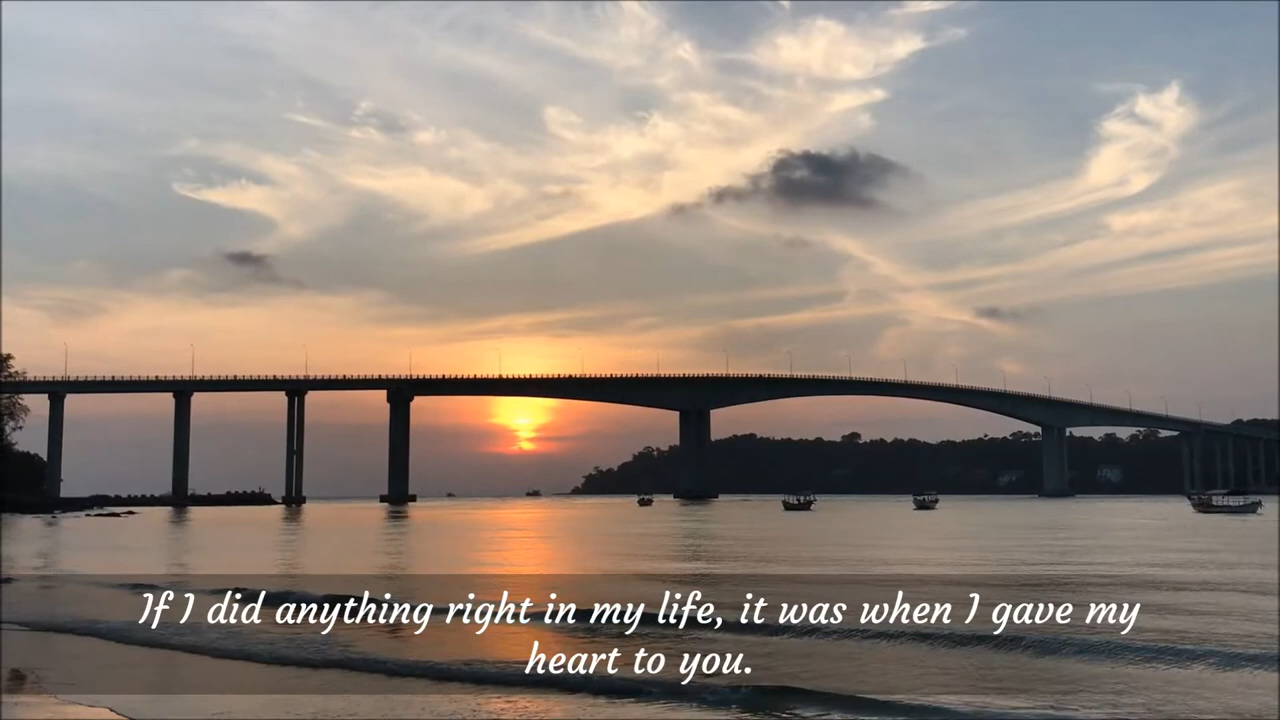 If I did anything right in my life, it was when I gave my
heart to you.